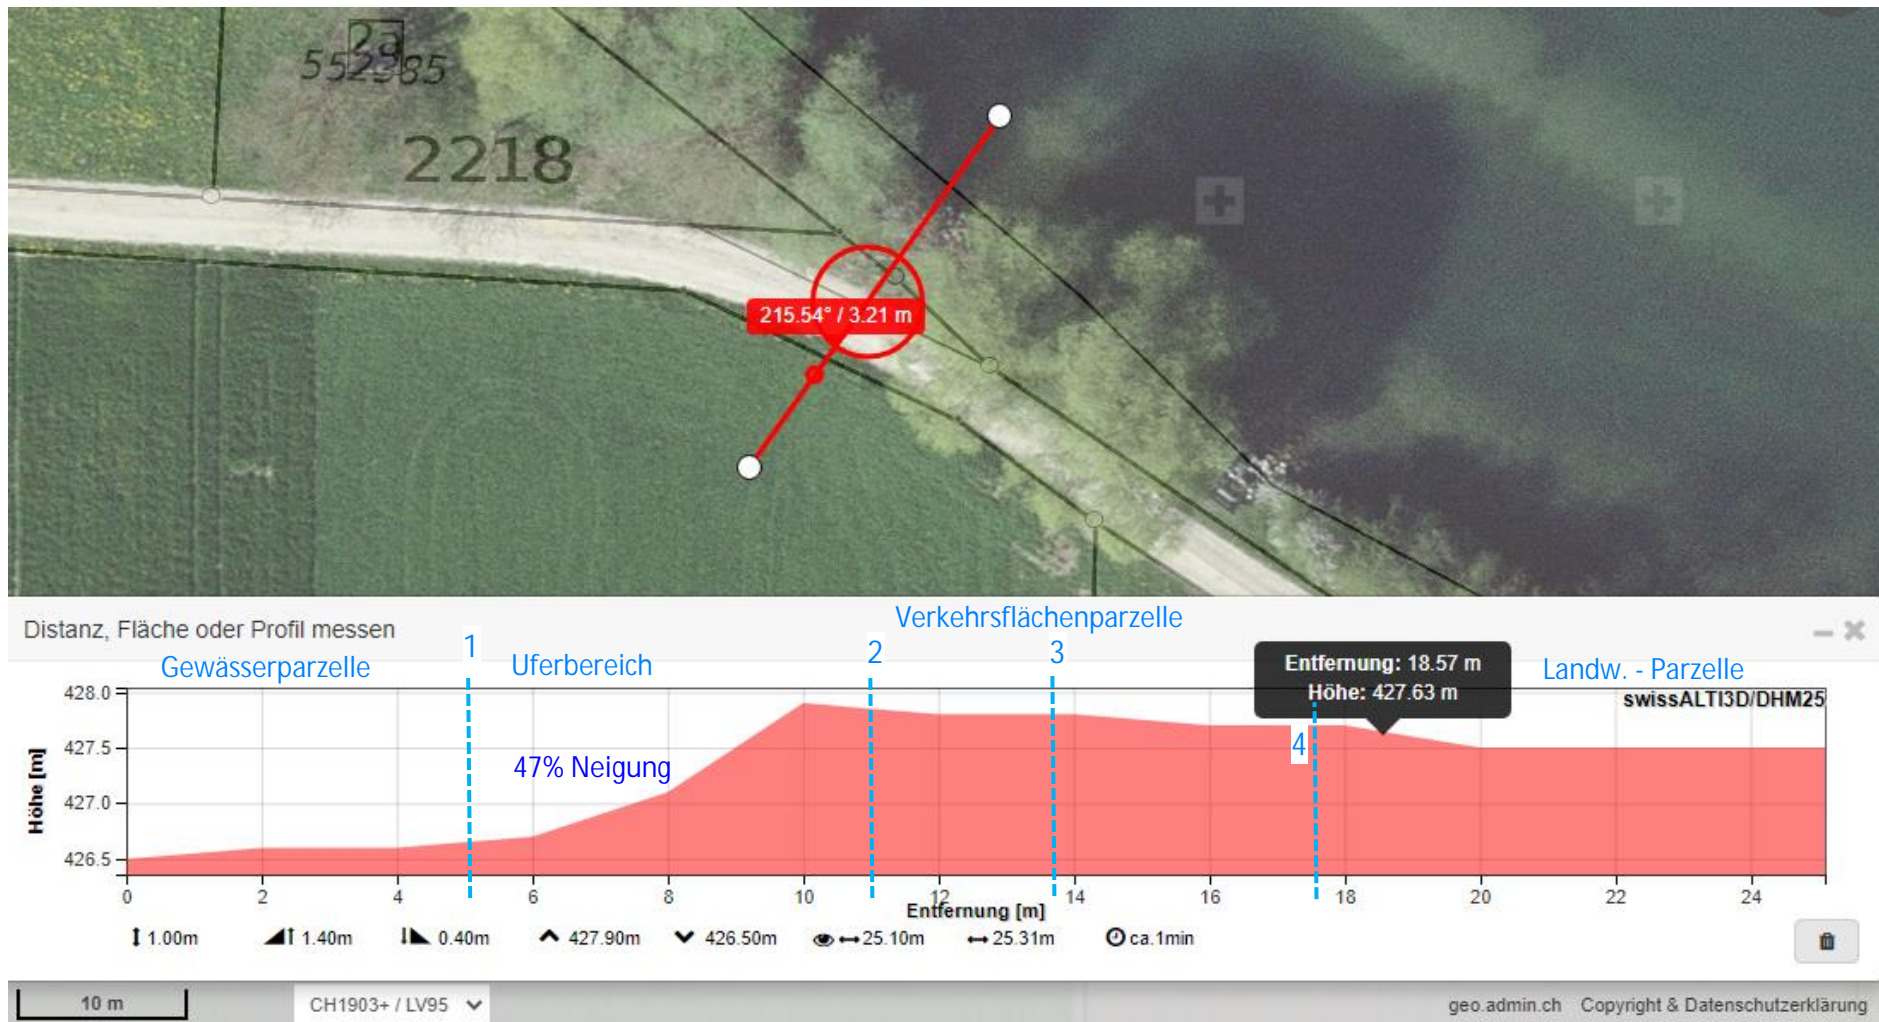 23
552385
2218
215.54° / 3.21 m
Distanz, Fläche oder Profil messen
Verkehrsflächenparzelle
Gewässerparzelle
1
Uferbereich
2
3
Entfernung: 18.57 m
Höhe: 427.63 m
Landw. - Parzelle
swissALTI3D/DHM25
428.0
427.5
427.0
426.5
Höhe [m]
47% Neigung
4
0 2 4 6 8 10 12 14 16 18 20 22 24
Entfernung [m]
1.00m 1.40m 0.40m 427.90m 426.50m 25.10m 25.31m ca.1min
10 m
CH1903+ / LV95
geo.admin.ch Copyright & Datenschutzerklärung